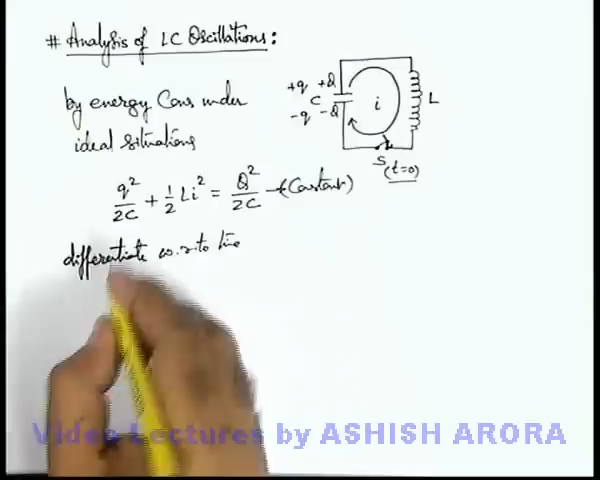 # Analysis of LC Oscillations:
by energy Cons under
ideal situations
+q +Q
C
-q -Q
i
L
S (t=0)
q²/2C + 1/2 Li² = Q²/2C → (Constant)
differentiate w.r. to time
Video Lectures by ASHISH ARORA